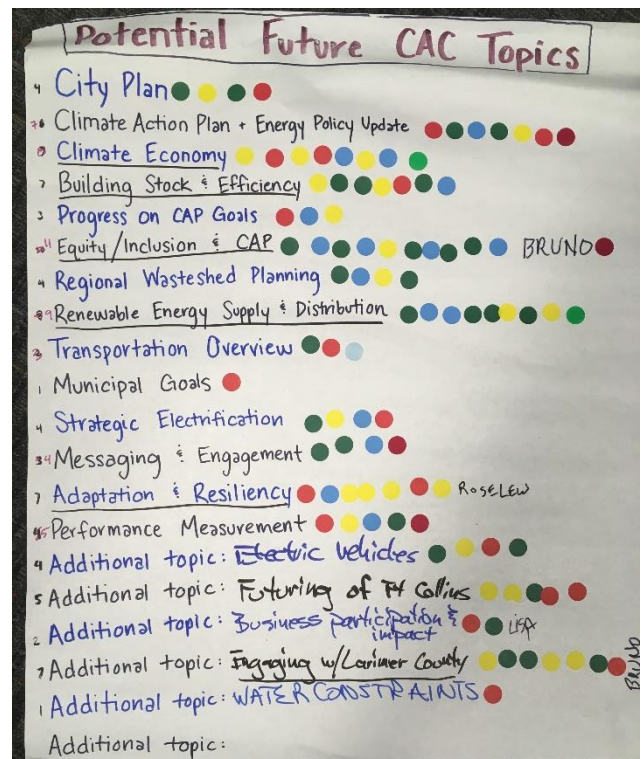 Potential Future CAC Topics
4 City Plan
Climate Action Plan + Energy Policy Update
8 Climate Economy
7 Building Stock & Efficiency
3 Progress on CAP Goals
11 Equity/Inclusion & CAP BRUNO
4 Regional Wasteshed Planning
89 Renewable Energy Supply & Distribution
3 Transportation Overview
1 Municipal Goals
4 Strategic Electrification
34 Messaging & Engagement
7 Adaptation & Resiliency ROSELEW
45 Performance Measurement
4 Additional topic: Electric vehicles
5 Additional topic: Futuring of Ft Collins
2 Additional topic: Business participation & impact LISA
7 Additional topic: Engaging w/Larimer County BRUNO
1 Additional topic: WATER CONSTRAINTS
Additional topic: